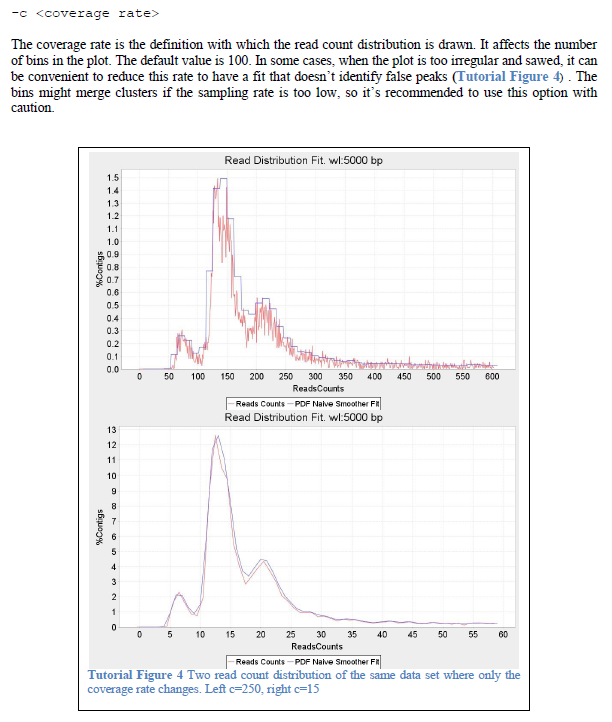 -c <coverage rate>
The coverage rate is the definition with which the read count distribution is drawn. It affects the number
of bins in the plot. The default value is 100. In some cases, when the plot is too irregular and sawed, it can
be convenient to reduce this rate to have a fit that doesn't identify false peaks (Tutorial Figure 4) . The
bins might merge clusters if the sampling rate is too low, so it's recommended to use this option with
caution.
Read Distribution Fit. wl:5000 bp
%Contigs
1.5
1.4
1.3
1.2
1.1
1.0
0.9
0.8
0.7
0.6
0.5
0.4
0.3
0.2
0.1
0.0
0 50 100 150 200 250 300 350 400 450 500 550 600
ReadsCounts
Reads Counts PDF Naive Smoother Fit
Read Distribution Fit. wl:5000 bp
%Contigs
13
12
11
10
9
8
7
6
5
4
3
2
1
0
0 5 10 15 20 25 30 35 40 45 50 55 60
ReadsCounts
Reads Counts PDF Naive Smoother Fit
Tutorial Figure 4 Two read count distribution of the same data set where only the
coverage rate changes. Left c=250, right c=15